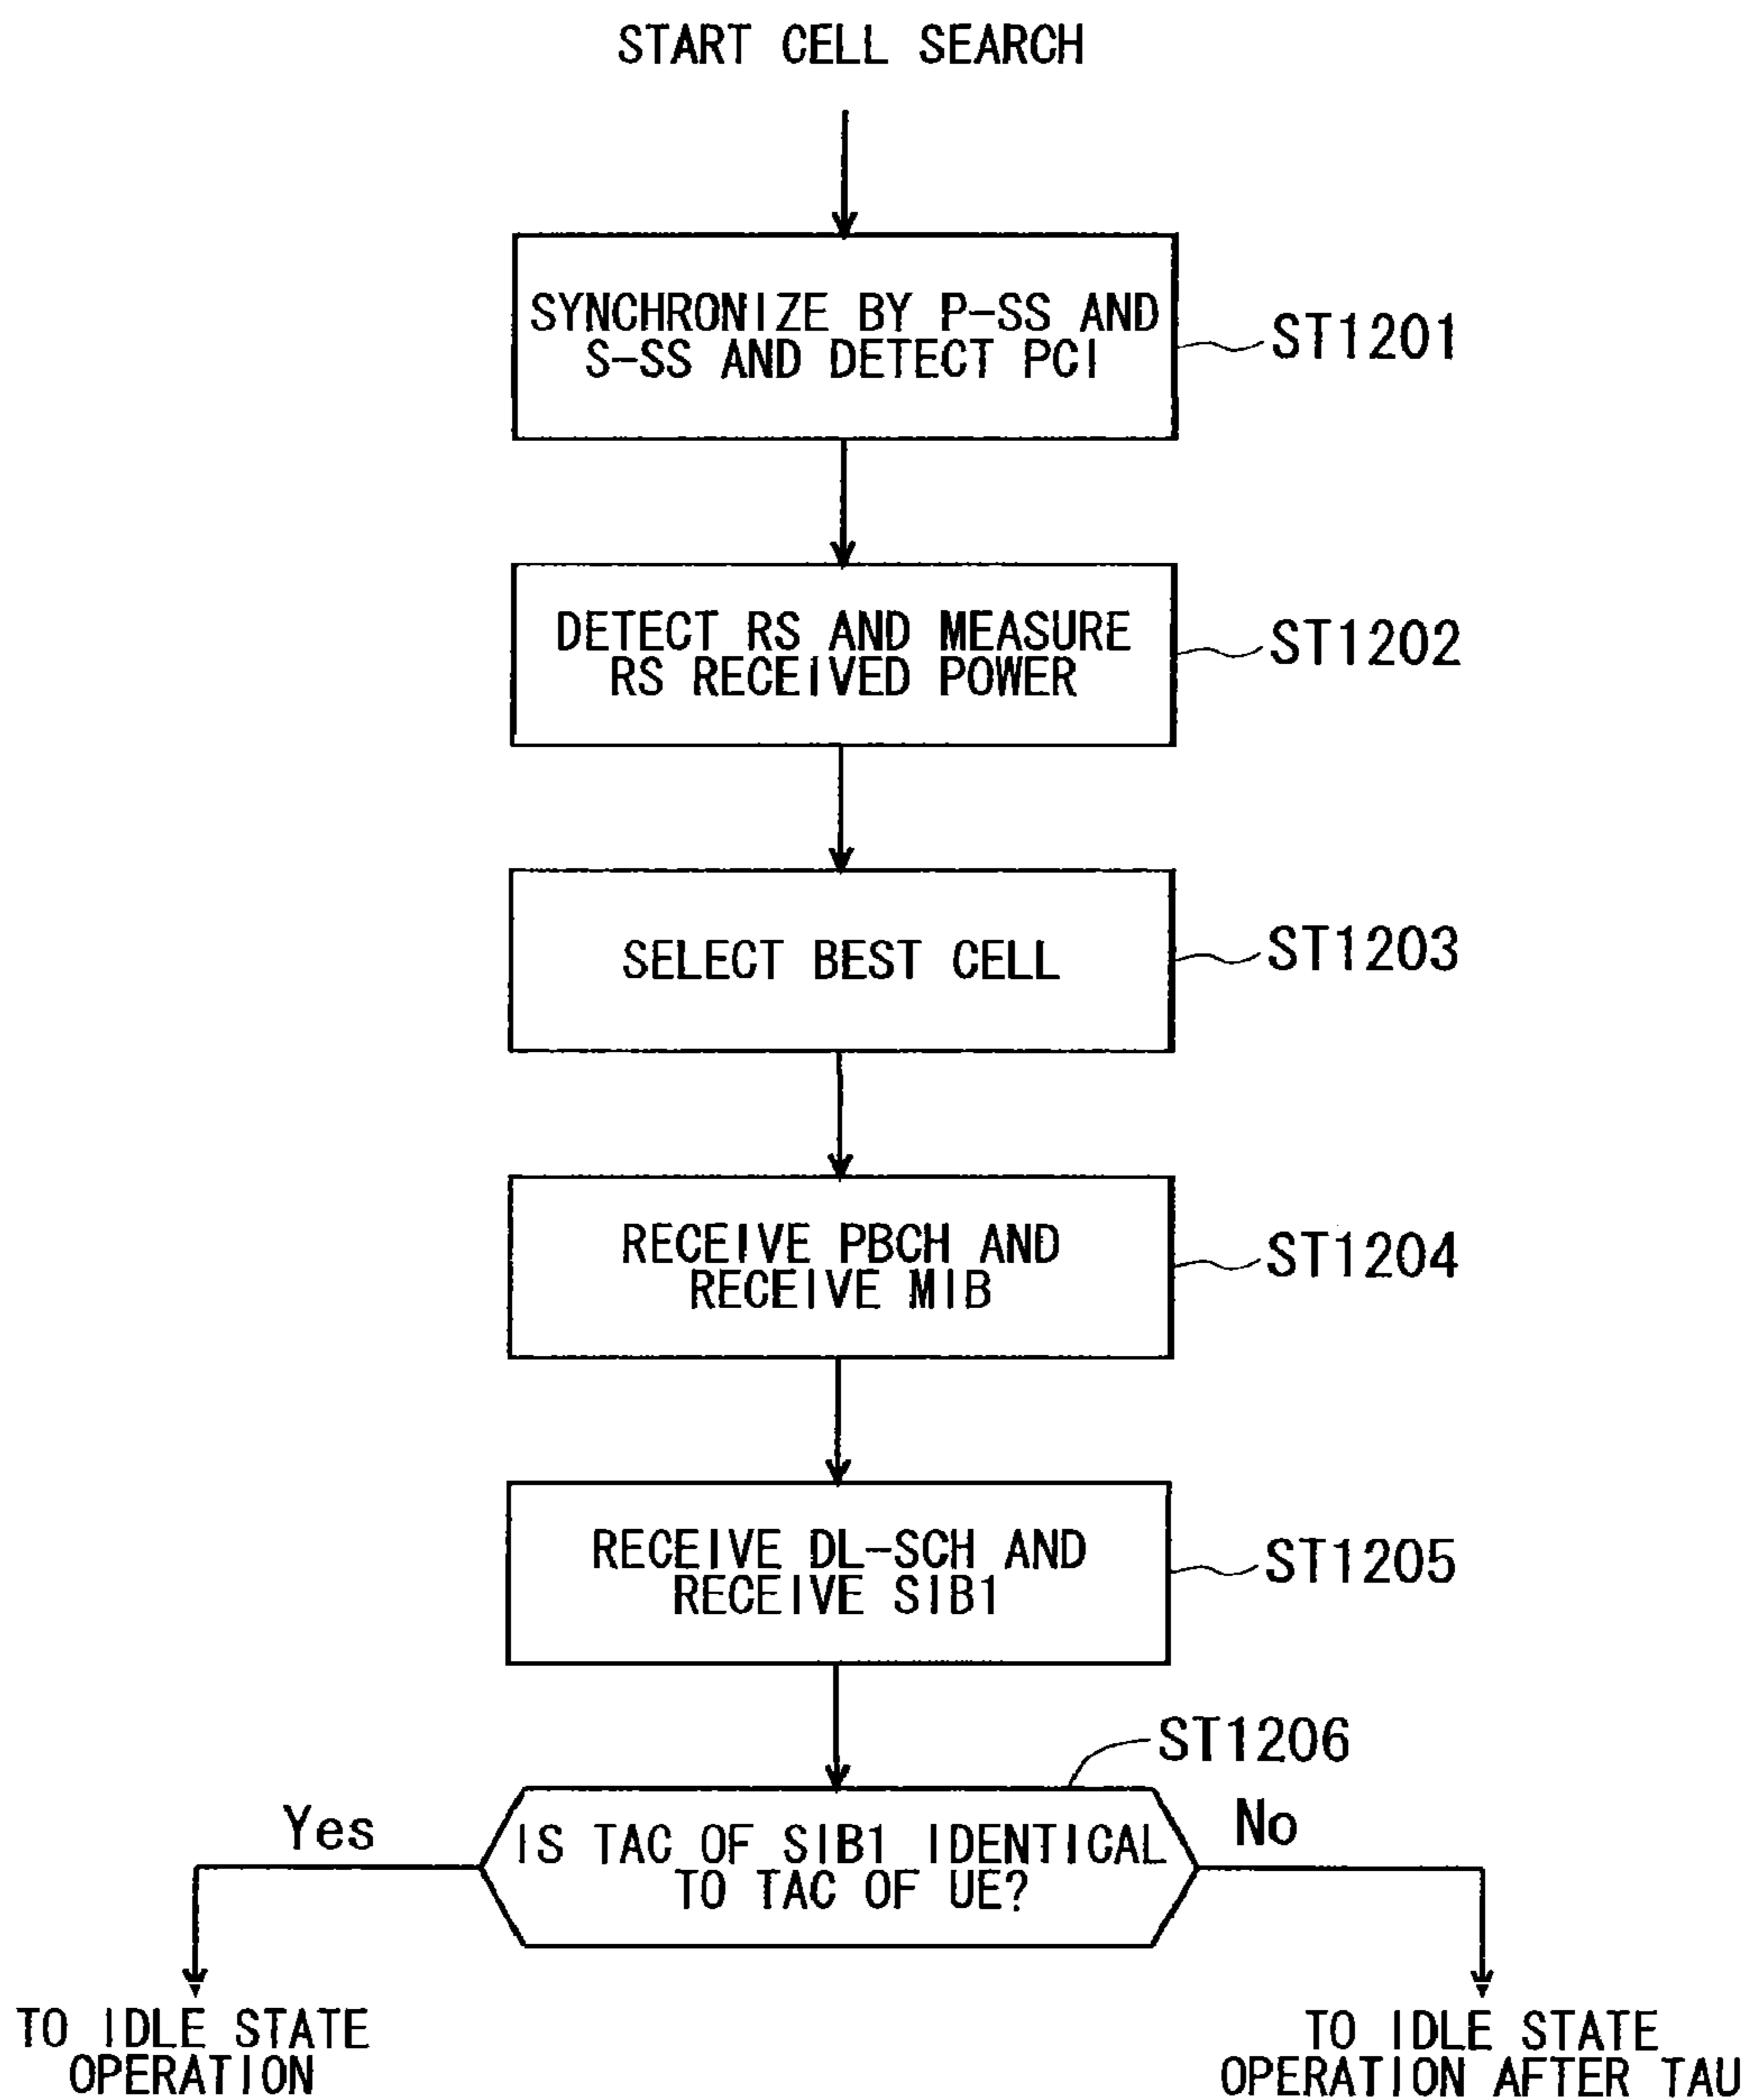 START CELL SEARCH
SYNCHRONIZE BY P-SS AND
S-SS AND DETECT PCI
ST1201
DETECT RS AND MEASURE
RS RECEIVED POWER
ST1202
SELECT BEST CELL
ST1203
RECEIVE PBCH AND
RECEIVE MIB
ST1204
RECEIVE DL-SCH AND
RECEIVE SIB1
ST1205
ST1206
Yes
IS TAC OF SIB1 IDENTICAL
TO TAC OF UE?
No
TO IDLE STATE
OPERATION
TO IDLE STATE
OPERATION AFTER TAU